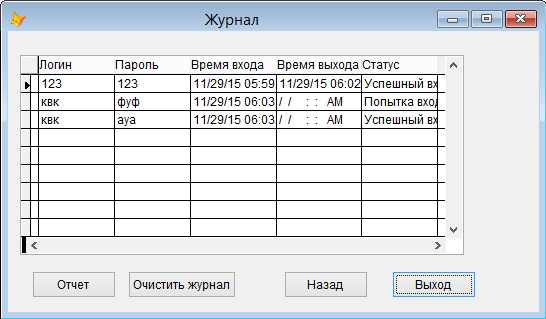 Журнал
Логин Пароль Время входа Время выхода Статус
123 123 11/29/15 05:59 11/29/15 06:02 Успешный вх
квк фуф 11/29/15 06:03 / / : : AM Попытка вход
квк ауа 11/29/15 06:03 / / : : AM Успешный вх
Отчет Очистить журнал Назад Выход